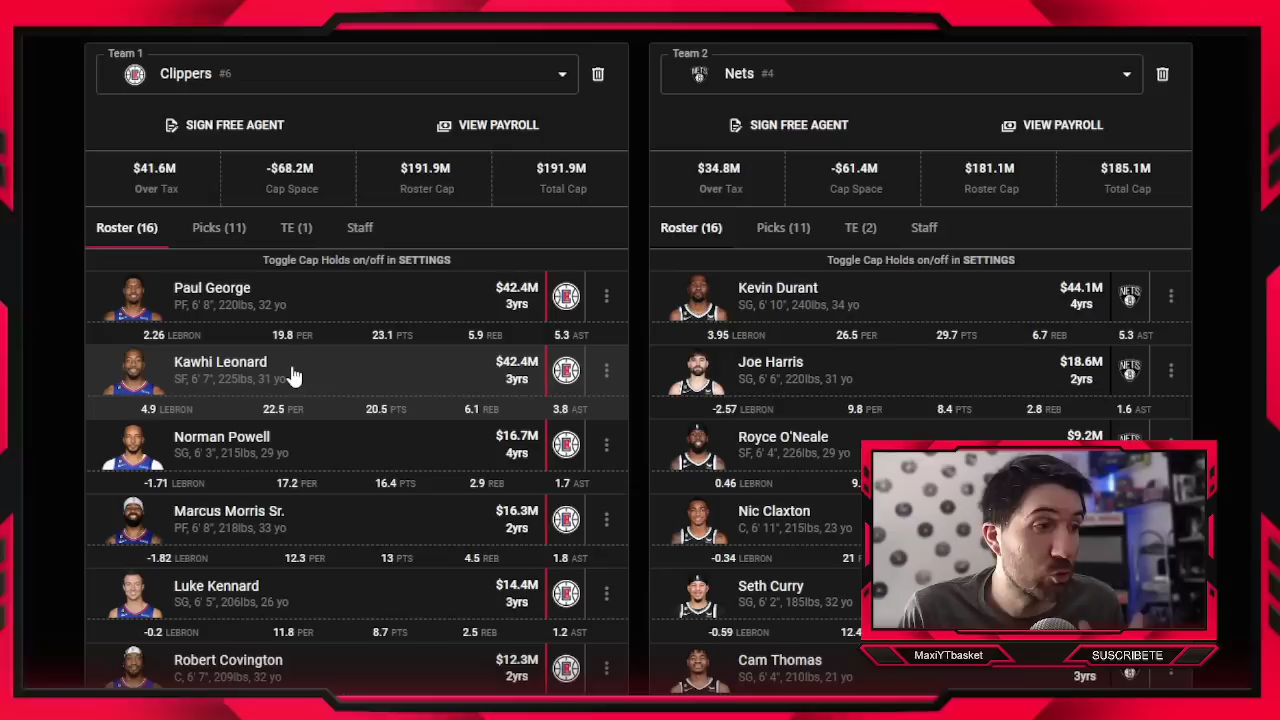 Team 1
Clippers #6
SIGN FREE AGENT
VIEW PAYROLL
$41.6M
-$68.2M
$191.9M
$191.9M
Over Tax
Cap Space
Roster Cap
Total Cap
Roster (16)
Picks (11)
TE (1)
Staff
Toggle Cap Holds on/off in SETTINGS
Paul George
$42.4M
PF, 6' 8", 220lbs, 32 yo
3yrs
2.26 LEBRON
19.8 PER
23.1 PTS
5.9 REB
5.3 AST
Kawhi Leonard
$42.4M
SF, 6' 7", 225lbs, 31 yo
3yrs
4.9 LEBRON
22.5 PER
20.5 PTS
6.1 REB
3.8 AST
Norman Powell
$16.7M
SG, 6' 3", 215lbs, 29 yo
4yrs
-1.71 LEBRON
17.2 PER
16.4 PTS
2.9 REB
1.7 AST
Marcus Morris Sr.
$16.3M
PF, 6' 8", 218lbs, 33 yo
2yrs
-1.82 LEBRON
12.3 PER
13 PTS
4.5 REB
1.8 AST
Luke Kennard
$14.4M
SG, 6' 5", 206lbs, 26 yo
3yrs
-0.2 LEBRON
11.8 PER
8.7 PTS
2.5 REB
1.2 AST
Robert Covington
$12.3M
C, 6' 7", 209lbs, 32 yo
2yrs
Team 2
Nets #4
SIGN FREE AGENT
VIEW PAYROLL
$34.8M
-$61.4M
$181.1M
$185.1M
Over Tax
Cap Space
Roster Cap
Total Cap
Roster (16)
Picks (11)
TE (2)
Staff
Toggle Cap Holds on/off in SETTINGS
Kevin Durant
$44.1M
SG, 6' 10", 240lbs, 34 yo
4yrs
3.95 LEBRON
26.5 PER
29.7 PTS
6.7 REB
5.3 AST
Joe Harris
$18.6M
SG, 6' 6", 220lbs, 31 yo
2yrs
-2.57 LEBRON
9.8 PER
8.4 PTS
2.8 REB
1.6 AST
Royce O'Neale
$9.2M
SF, 6' 4", 226lbs, 29 yo
0.46 LEBRON
9.
Nic Claxton
C, 6' 11", 215lbs, 23 yo
-0.34 LEBRON
21 F
Seth Curry
SG, 6' 2", 185lbs, 32 yo
-0.59 LEBRON
12.4
Cam Thomas
SG, 6' 4", 210lbs, 21 yo
3yrs
MaxiYTbasket
SUSCRIBETE